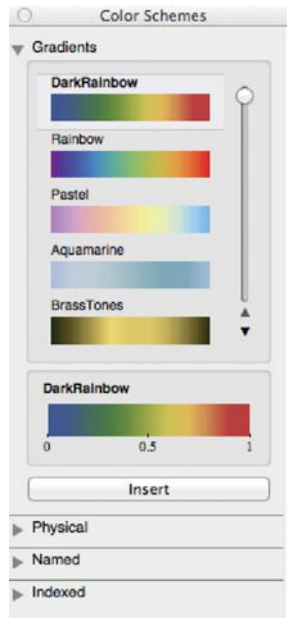 Color Schemes
Gradients
DarkRainbow
Rainbow
Pastel
Aquamarine
BrassTones
DarkRainbow
0 0.5 1
Insert
Physical
Named
Indexed